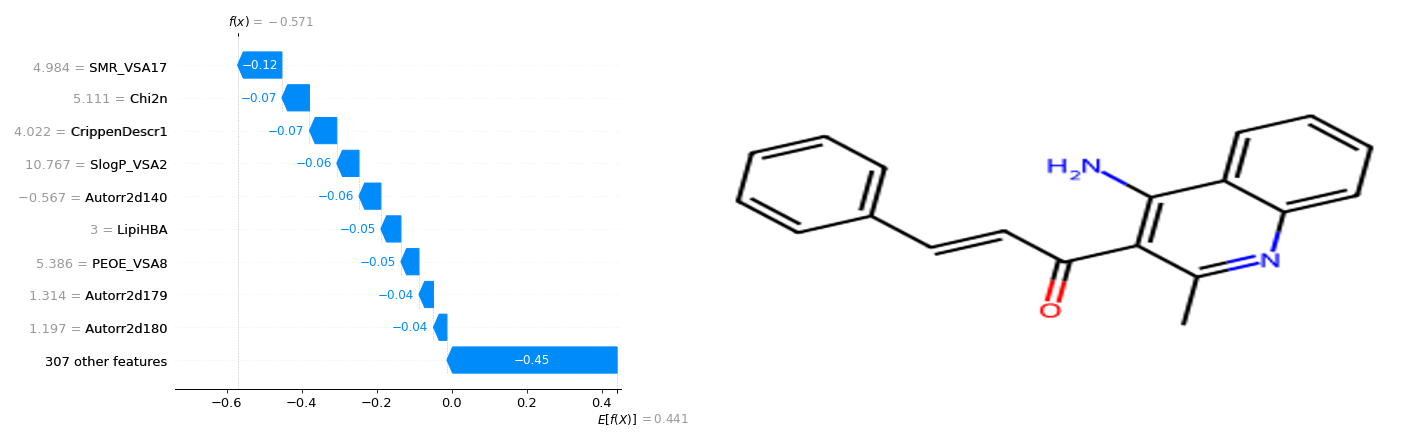 f(x) = −0.571
4.984 = SMR_VSA17
−0.12
5.111 = Chi2n
−0.07
4.022 = CrippenDescr1
−0.07
10.767 = SlogP_VSA2
−0.06
−0.567 = Autorr2d140
−0.06
3 = LipiHBA
−0.05
5.386 = PEOE_VSA8
−0.05
1.314 = Autorr2d179
−0.04
1.197 = Autorr2d180
−0.04
307 other features
−0.45
−0.6 −0.4 −0.2 0.0 0.2 0.4
E[f(X)] = 0.441
H2N
N
O